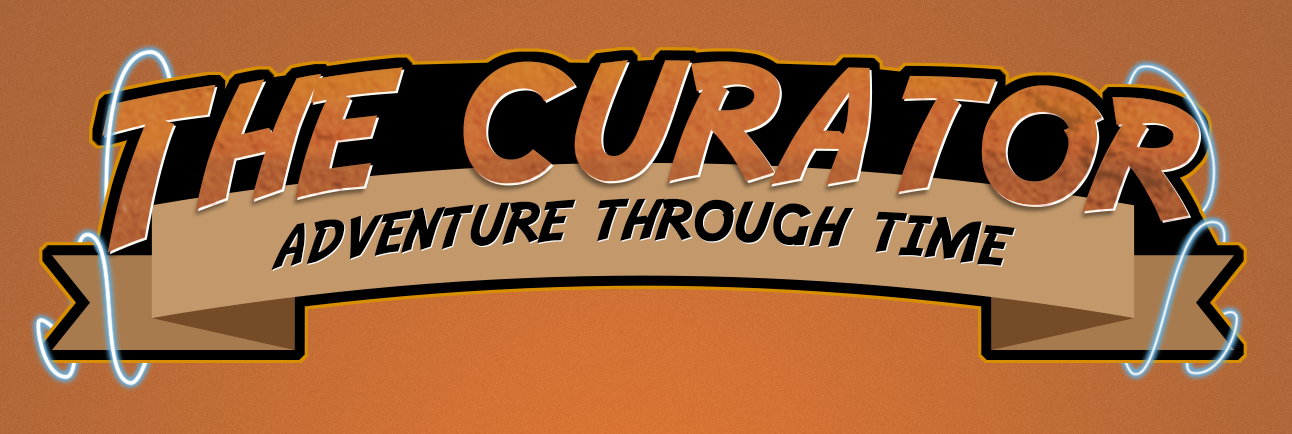 THE CURATOR
ADVENTURE THROUGH TIME